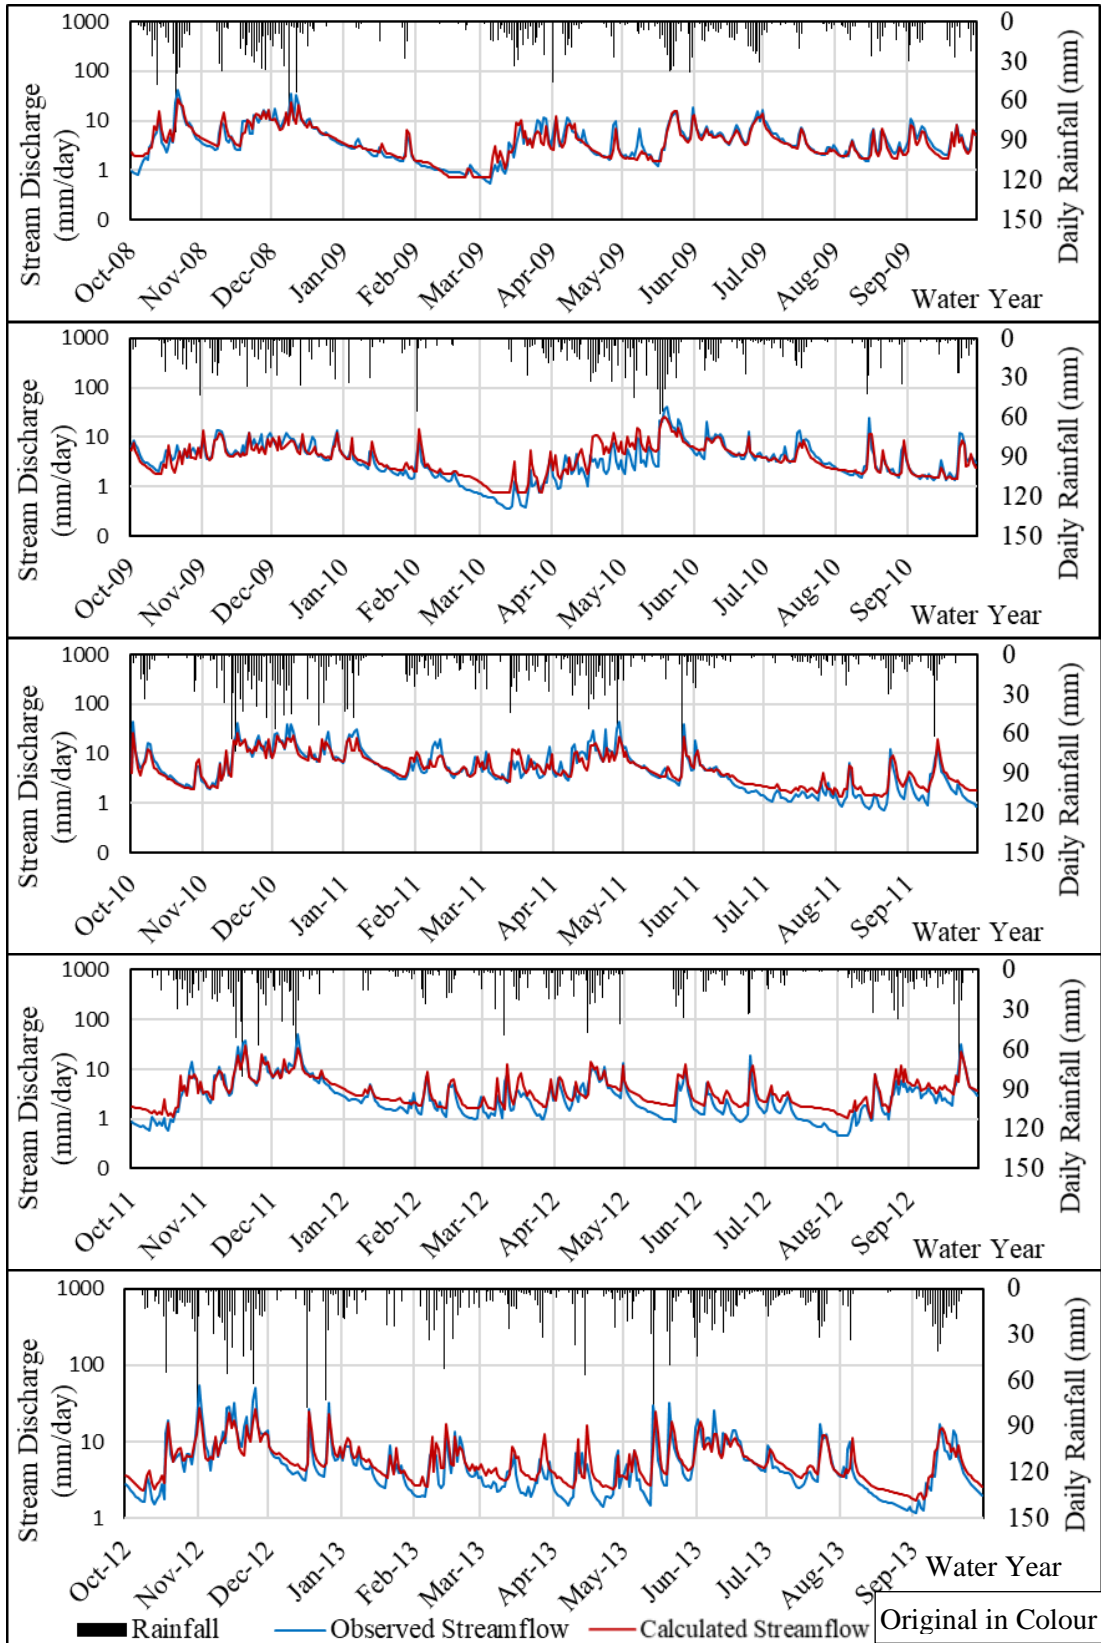 Stream Discharge
(mm/day)
1000
100
10
1
0
0
30
60
90
120
150
Daily Rainfall (mm)
Oct-08
Nov-08
Dec-08
Jan-09
Feb-09
Mar-09
Apr-09
May-09
Jun-09
Jul-09
Aug-09
Sep-09
Water Year
Stream Discharge
(mm/day)
1000
100
10
1
0
0
30
60
90
120
150
Daily Rainfall (mm)
Oct-09
Nov-09
Dec-09
Jan-10
Feb-10
Mar-10
Apr-10
May-10
Jun-10
Jul-10
Aug-10
Sep-10
Water Year
Stream Discharge
(mm/day)
1000
100
10
1
0
0
30
60
90
120
150
Daily Rainfall (mm)
Oct-10
Nov-10
Dec-10
Jan-11
Feb-11
Mar-11
Apr-11
May-11
Jun-11
Jul-11
Aug-11
Sep-11
Water Year
Stream Discharge
(mm/day)
1000
100
10
1
0
0
30
60
90
120
150
Daily Rainfall (mm)
Oct-11
Nov-11
Dec-11
Jan-12
Feb-12
Mar-12
Apr-12
May-12
Jun-12
Jul-12
Aug-12
Sep-12
Water Year
Stream Discharge
(mm/day)
1000
100
10
1
0
30
60
90
120
150
Daily Rainfall (mm)
Oct-12
Nov-12
Dec-12
Jan-13
Feb-13
Mar-13
Apr-13
May-13
Jun-13
Jul-13
Aug-13
Sep-13
Water Year
Rainfall
Observed Streamflow
Calculated Streamflow
Original in Colour